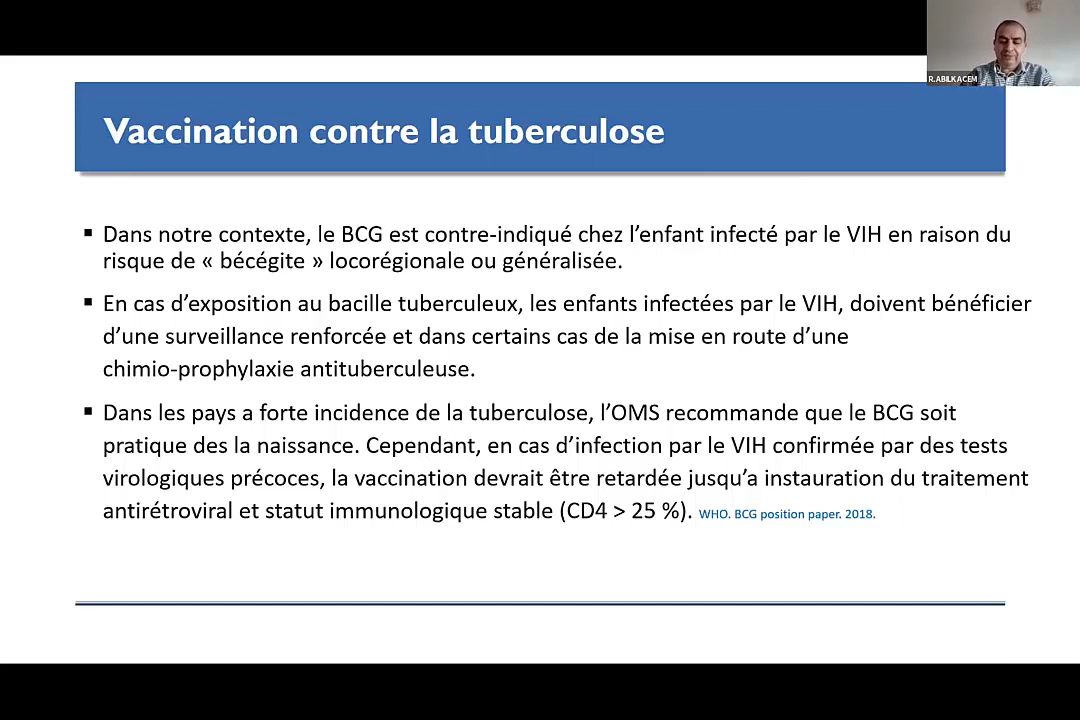 R.ABILKACEM
Vaccination contre la tuberculose
▪ Dans notre contexte, le BCG est contre-indiqué chez l’enfant infecté par le VIH en raison du
risque de « bécégite » locorégionale ou généralisée.
▪ En cas d’exposition au bacille tuberculeux, les enfants infectées par le VIH, doivent bénéficier
d’une surveillance renforcée et dans certains cas de la mise en route d’une
chimio-prophylaxie antituberculeuse.
▪ Dans les pays a forte incidence de la tuberculose, l’OMS recommande que le BCG soit
pratique des la naissance. Cependant, en cas d’infection par le VIH confirmée par des tests
virologiques précoces, la vaccination devrait être retardée jusqu’a instauration du traitement
antirétroviral et statut immunologique stable (CD4 > 25 %). WHO. BCG position paper. 2018.